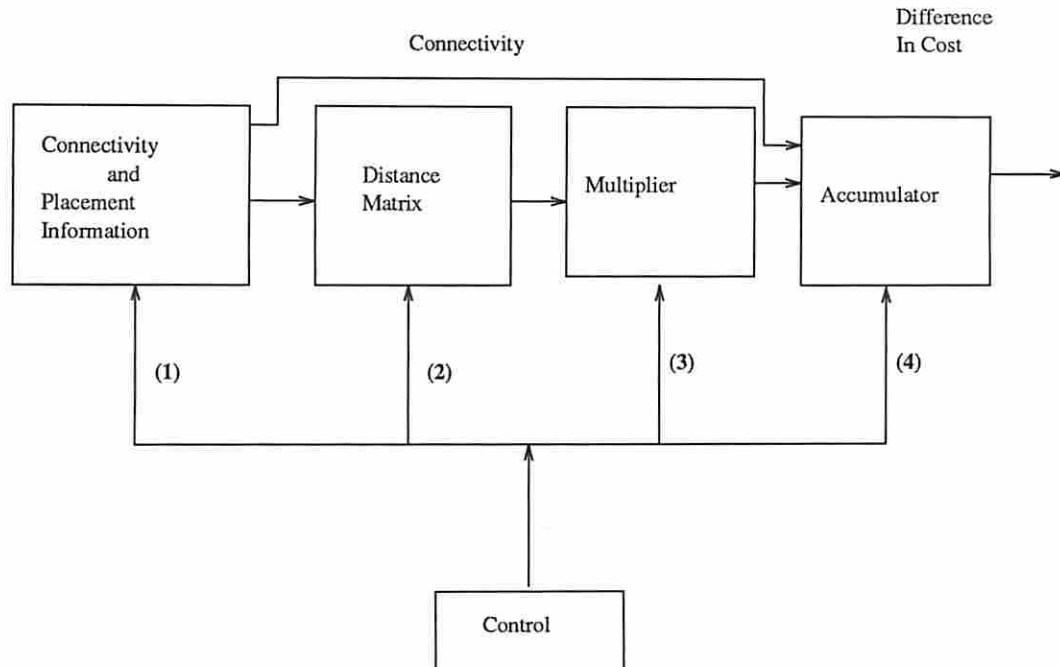 Difference
In Cost
Connectivity
Connectivity
and
Placement
Information
Distance
Matrix
Multiplier
Accumulator
(1)
(2)
(3)
(4)
Control